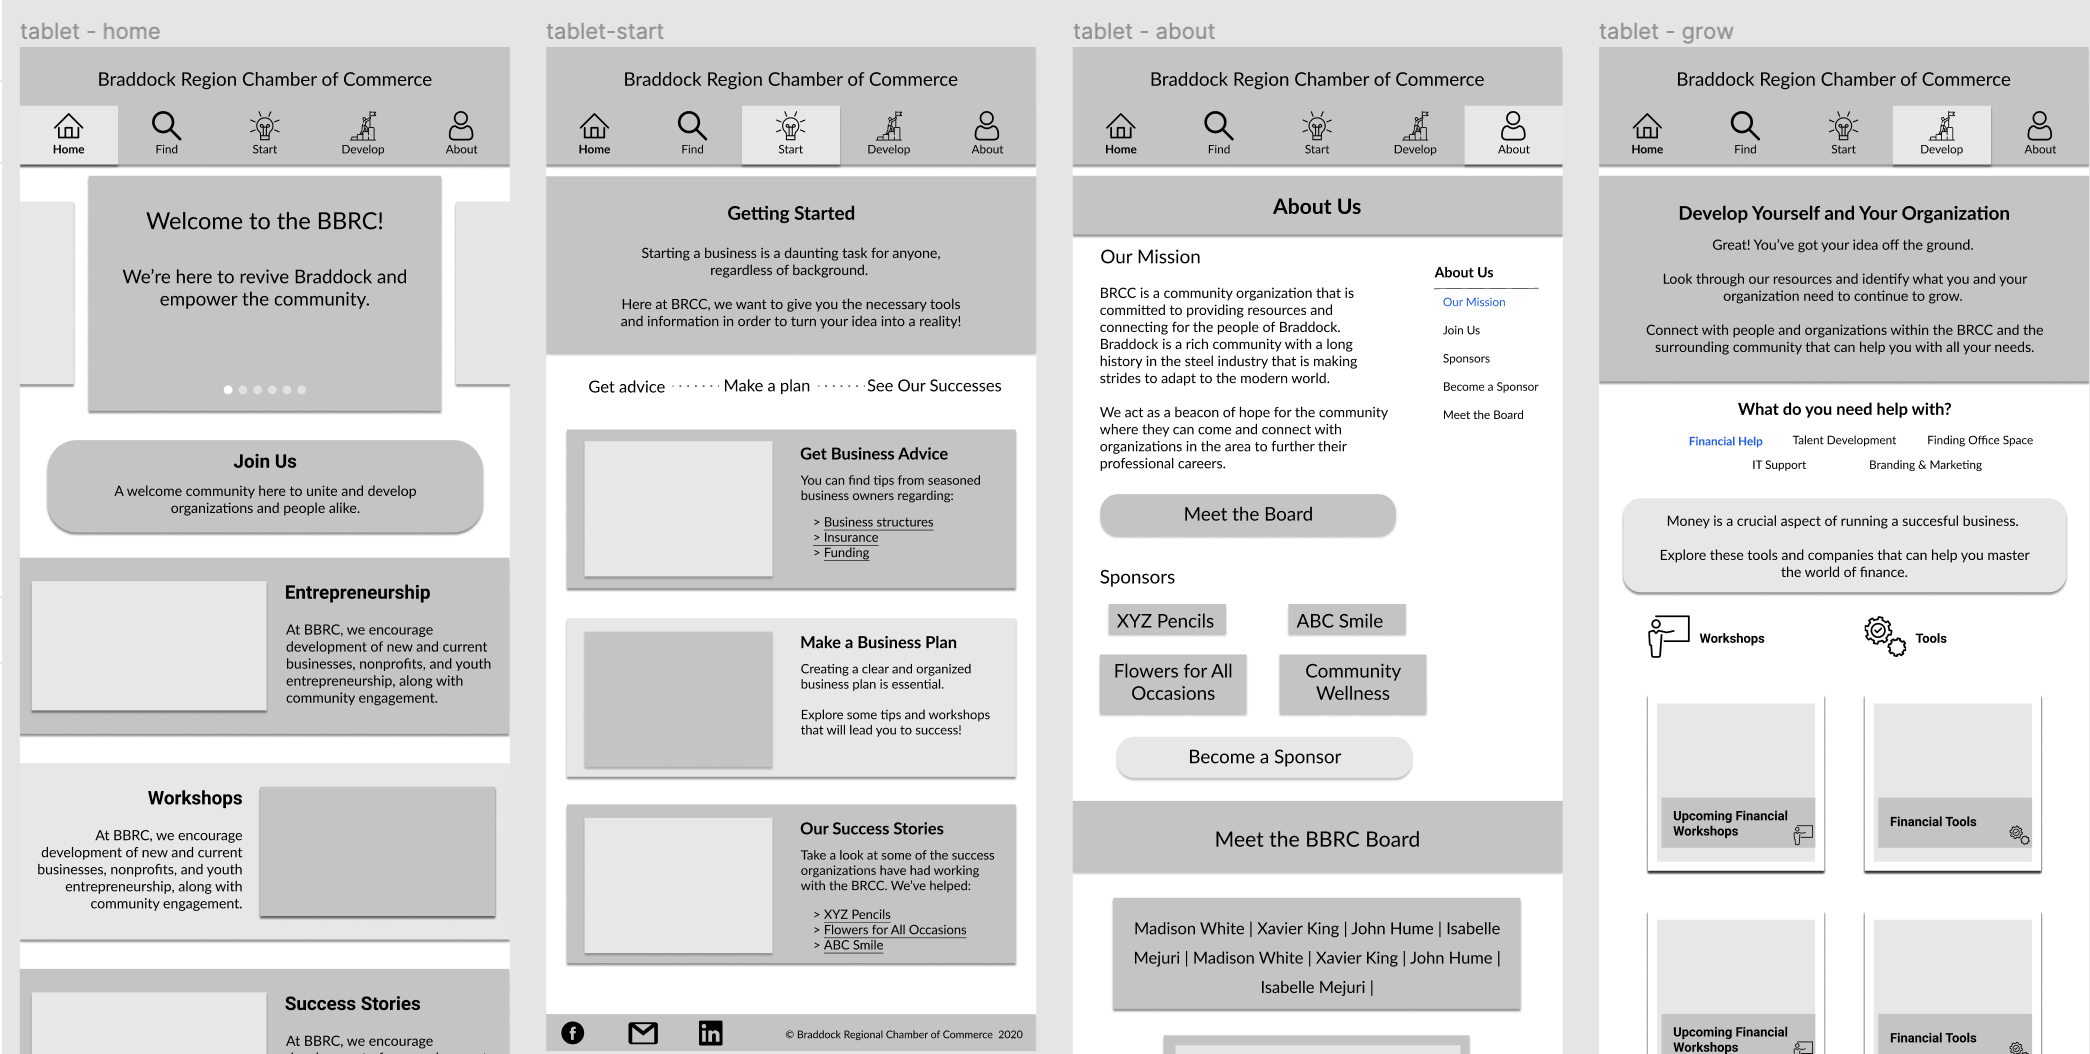 tablet - home
Braddock Region Chamber of Commerce
Home
Find
Start
Develop
About
Welcome to the BBRC!
We're here to revive Braddock and
empower the community.
Join Us
A welcome community here to unite and develop
organizations and people alike.
Entrepreneurship
At BBRC, we encourage
development of new and current
businesses, nonprofits, and youth
entrepreneurship, along with
community engagement.
Workshops
At BBRC, we encourage
development of new and current
businesses, nonprofits, and youth
entrepreneurship, along with
community engagement.
Success Stories
At BBRC, we encourage
tablet-start
Braddock Region Chamber of Commerce
Home
Find
Start
Develop
About
Getting Started
Starting a business is a daunting task for anyone,
regardless of background.
Here at BRCC, we want to give you the necessary tools
and information in order to turn your idea into a reality!
Get advice ······· Make a plan ······· See Our Successes
Get Business Advice
You can find tips from seasoned
business owners regarding:
> Business structures
> Insurance
> Funding
Make a Business Plan
Creating a clear and organized
business plan is essential.
Explore some tips and workshops
that will lead you to success!
Our Success Stories
Take a look at some of the success
organizations have had working
with the BRCC. We've helped:
> XYZ Pencils
> Flowers for All Occasions
> ABC Smile
© Braddock Regional Chamber of Commerce 2020
tablet - about
Braddock Region Chamber of Commerce
Home
Find
Start
Develop
About
About Us
Our Mission
BRCC is a community organization that is
committed to providing resources and
connecting for the people of Braddock.
Braddock is a rich community with a long
history in the steel industry that is making
strides to adapt to the modern world.
We act as a beacon of hope for the community
where they can come and connect with
organizations in the area to further their
professional careers.
About Us
Our Mission
Join Us
Sponsors
Become a Sponsor
Meet the Board
Meet the Board
Sponsors
XYZ Pencils
ABC Smile
Flowers for All
Occasions
Community
Wellness
Become a Sponsor
Meet the BBRC Board
Madison White | Xavier King | John Hume | Isabelle
Mejuri | Madison White | Xavier King | John Hume |
Isabelle Mejuri |
tablet - grow
Braddock Region Chamber of Commerce
Home
Find
Start
Develop
About
Develop Yourself and Your Organization
Great! You've got your idea off the ground.
Look through our resources and identify what you and your
organization need to continue to grow.
Connect with people and organizations within the BRCC and the
surrounding community that can help you with all your needs.
What do you need help with?
Financial Help
Talent Development
Finding Office Space
IT Support
Branding & Marketing
Money is a crucial aspect of running a succesful business.
Explore these tools and companies that can help you master
the world of finance.
Workshops
Tools
Upcoming Financial
Workshops
Financial Tools
Upcoming Financial
Workshops
Financial Tools